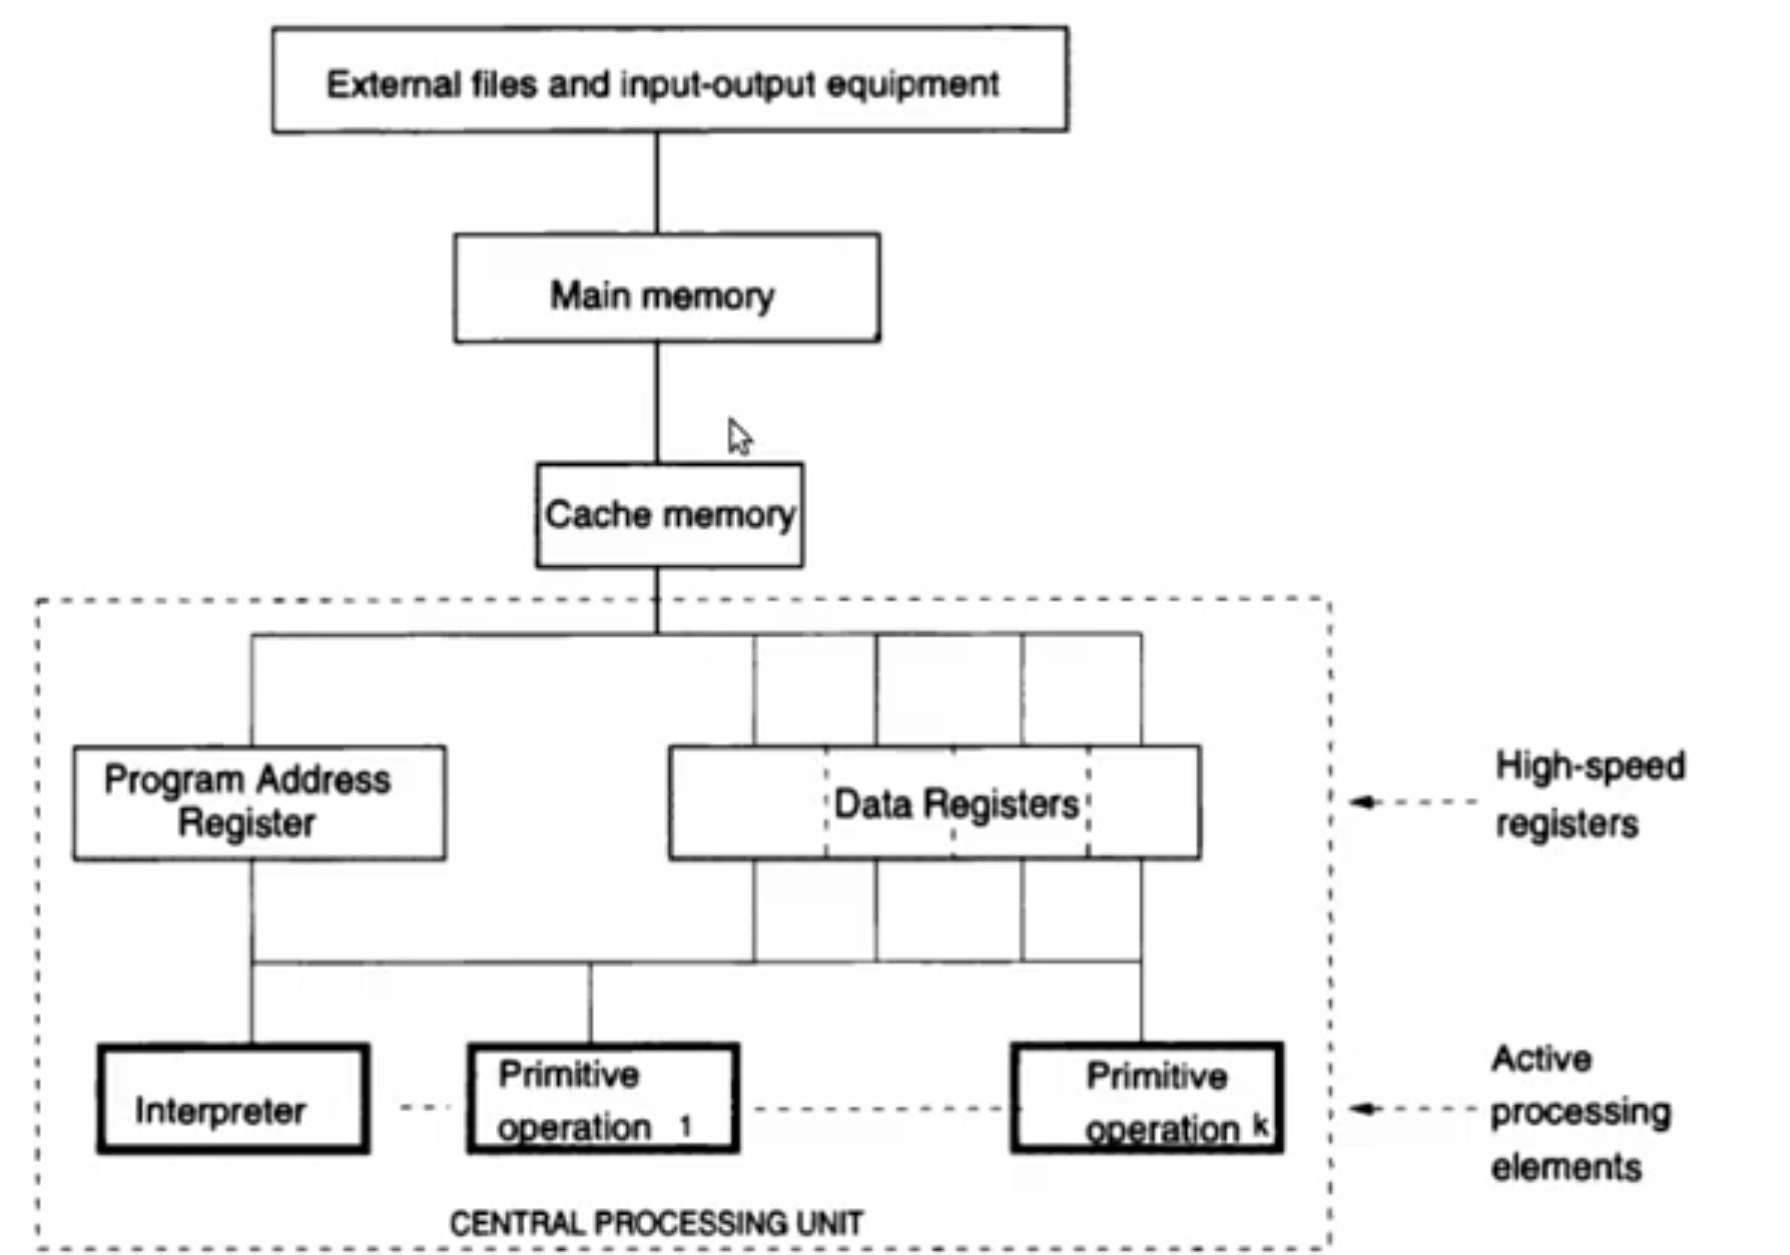 External files and input-output equipment
Main memory
Cache memory
Program Address
Register
Data Registers
High-speed
registers
Interpreter
Primitive
operation 1
Primitive
operation k
Active
processing
elements
CENTRAL PROCESSING UNIT